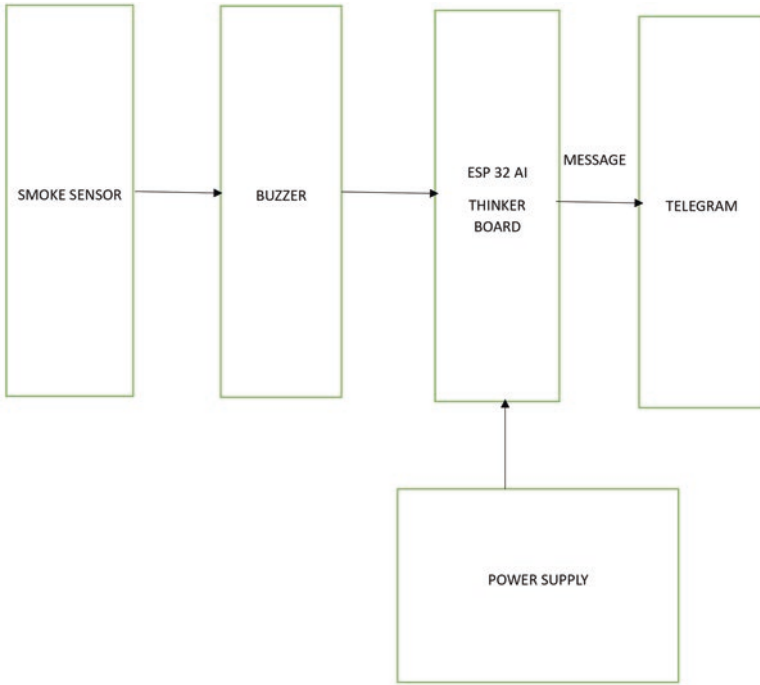 SMOKE SENSOR
BUZZER
ESP 32 AI
THINKER
BOARD
MESSAGE
TELEGRAM
POWER SUPPLY